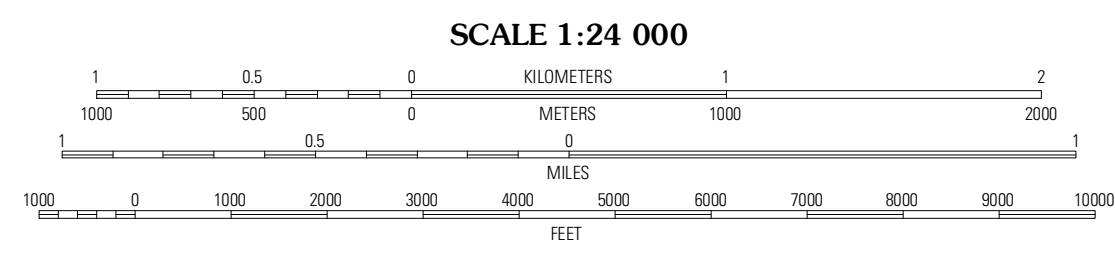 SCALE 1:24 000
1 0.5 0 KILOMETERS 1 2
1000 500 0 METERS 1000 2000
1 0.5 0 1
MILES
1000 0 1000 2000 3000 4000 5000 6000 7000 8000 9000 10000
FEET